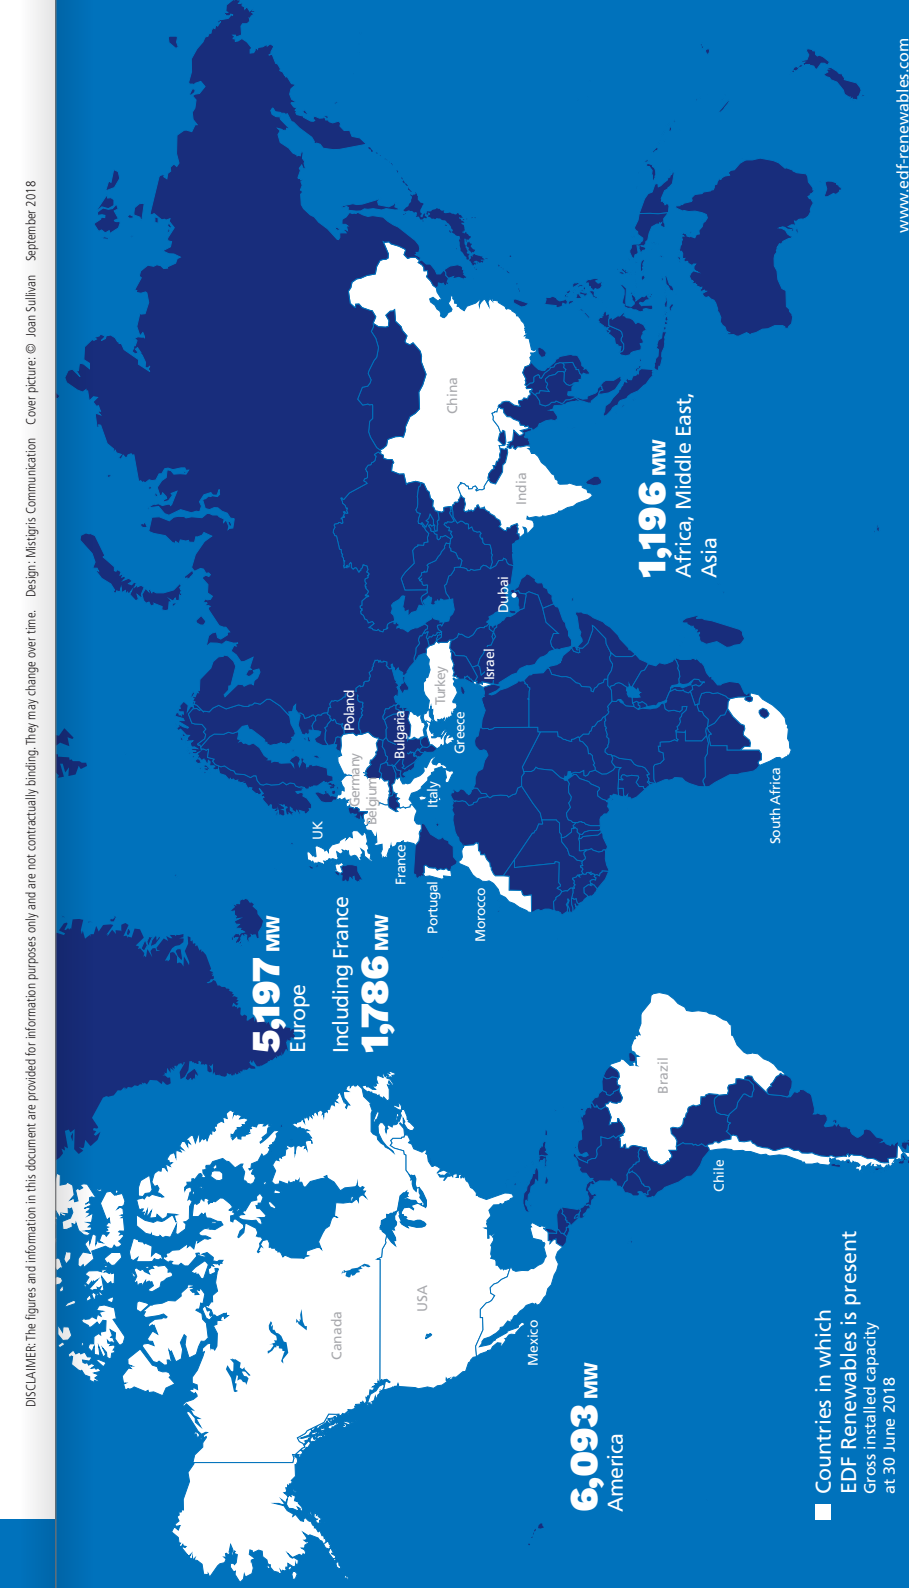 DISCLAIMER: The figures and information in this document are provided for information purposes only and are not contractually binding. They may change over time. Design: Mistigris Communication Cover picture: © Joan Sullivan September 2018
5,197 MW
Europe
Including France
1,786 MW
6,093 MW
America
1,196 MW
Africa, Middle East,
Asia
Canada
USA
Mexico
Brazil
Chile
UK
Germany
Belgium
Poland
France
Portugal
Italy
Bulgaria
Greece
Turkey
Morocco
Israel
Dubai
South Africa
China
India
Countries in which
EDF Renewables is present
Gross installed capacity
at 30 June 2018
www.edf-renewables.com